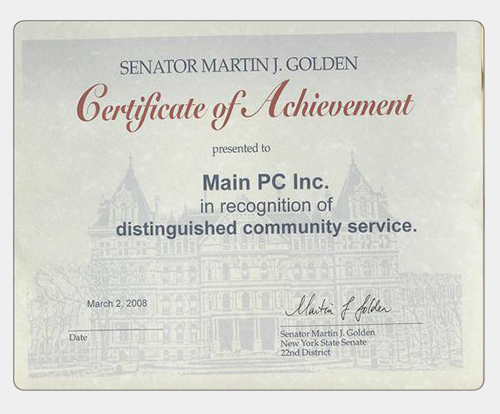 SENATOR MARTIN J. GOLDEN
Certificate of Achievement
presented to
Main PC Inc.
in recognition of
distinguished community service.
March 2, 2008
Martin J Golden
Date
Senator Martin J. Golden
New York State Senate
22nd District